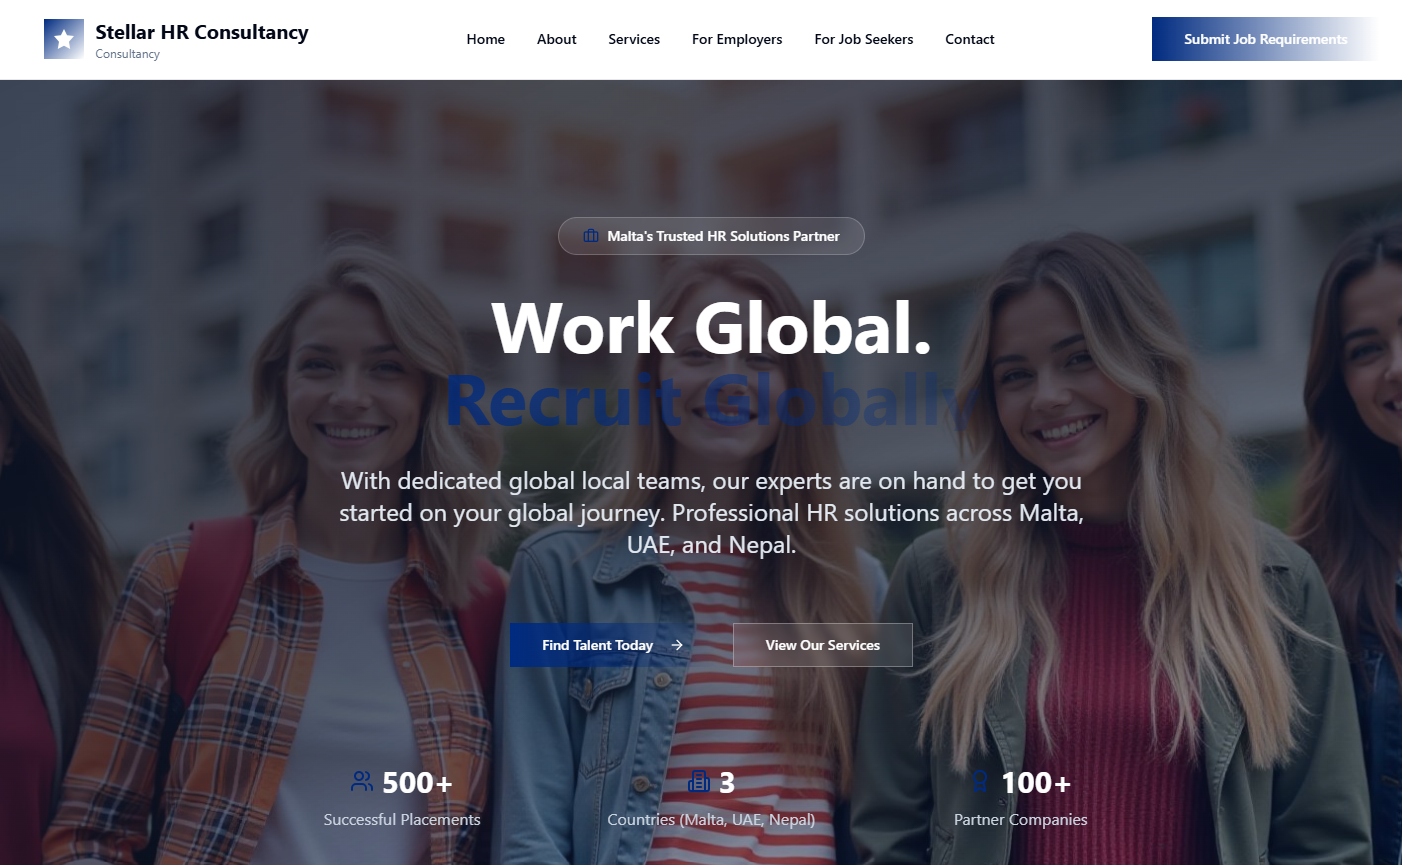 Stellar HR Consultancy
Consultancy
Home
About
Services
For Employers
For Job Seekers
Contact
Submit Job Requirements
Malta's Trusted HR Solutions Partner
Work Global.
Recruit Globally
With dedicated global local teams, our experts are on hand to get you
started on your global journey. Professional HR solutions across Malta,
UAE, and Nepal.
Find Talent Today
View Our Services
500+
Successful Placements
3
Countries (Malta, UAE, Nepal)
100+
Partner Companies